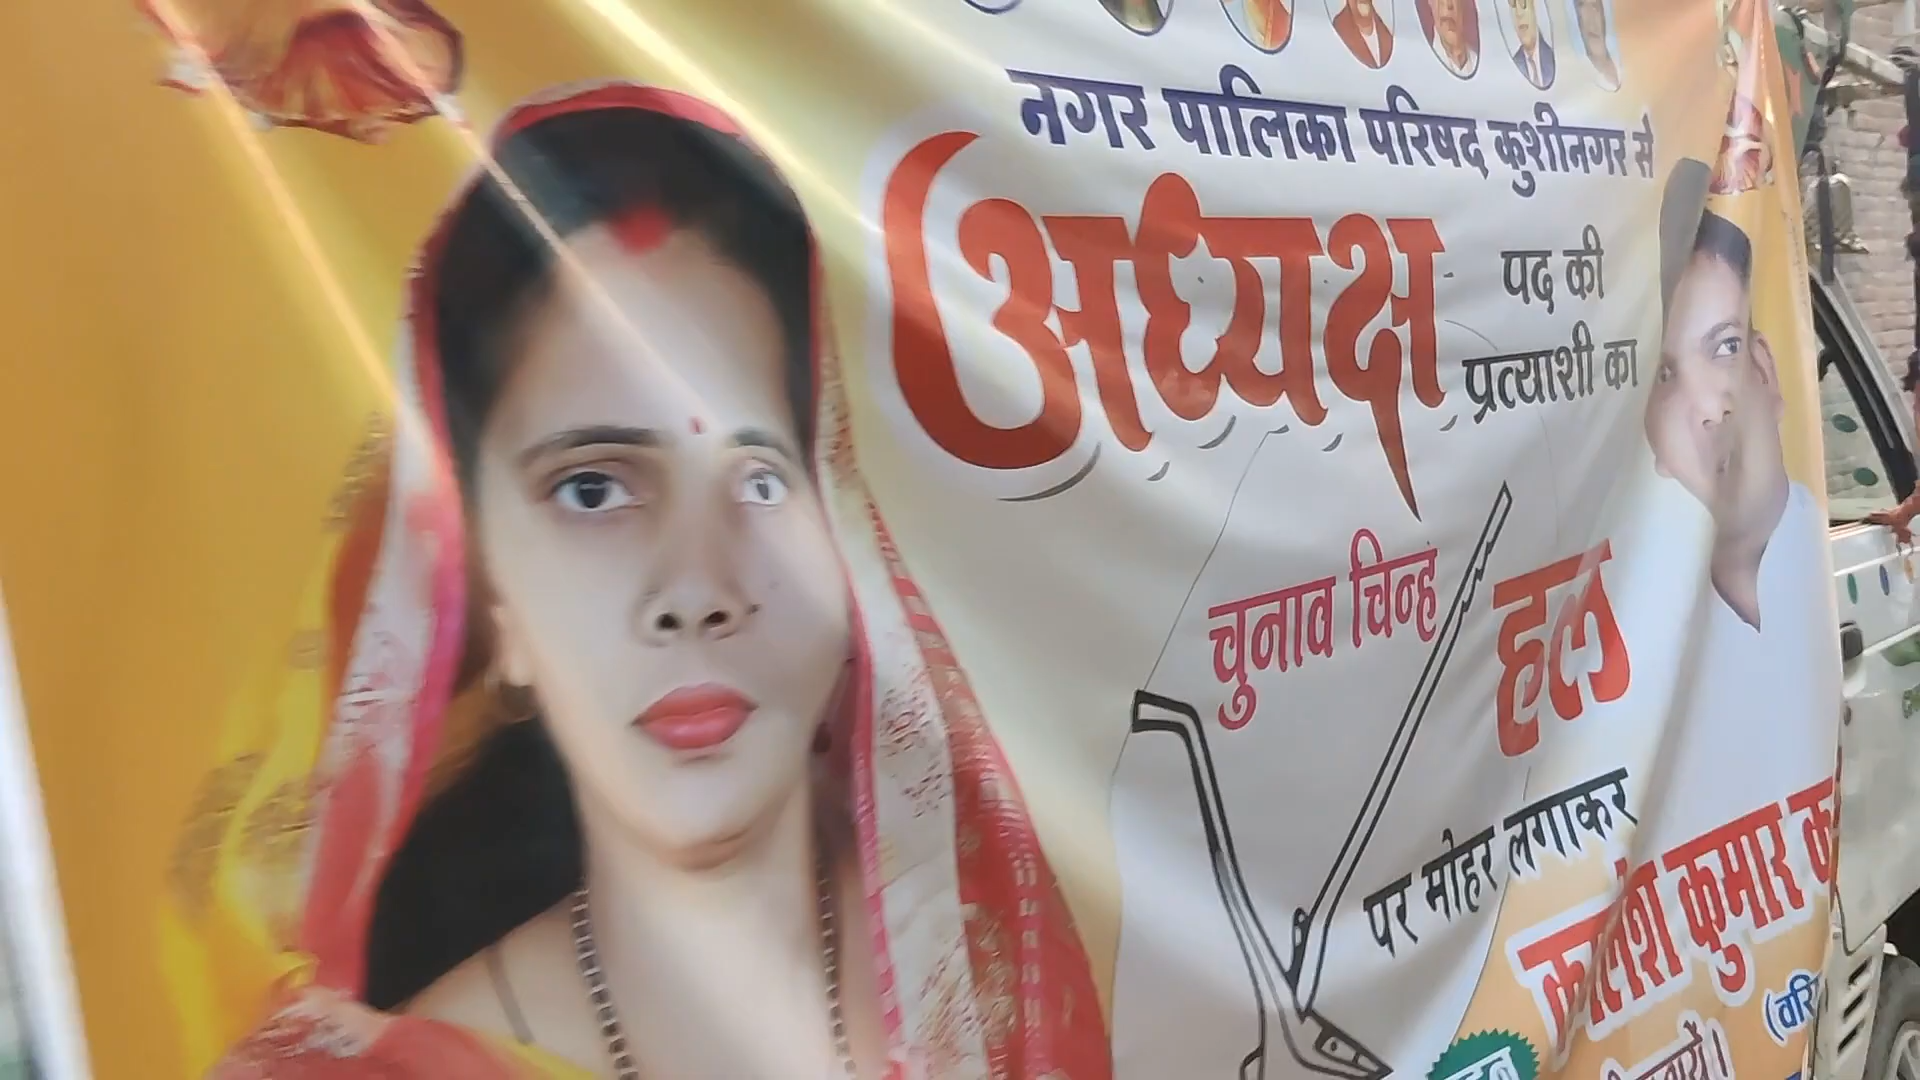 नगर पालिका परिषद कुशीनगर से
अध्यक्ष
पद की
प्रत्याशी का
चुनाव चिन्ह
हल
पर मोहर लगाकर
कुमार